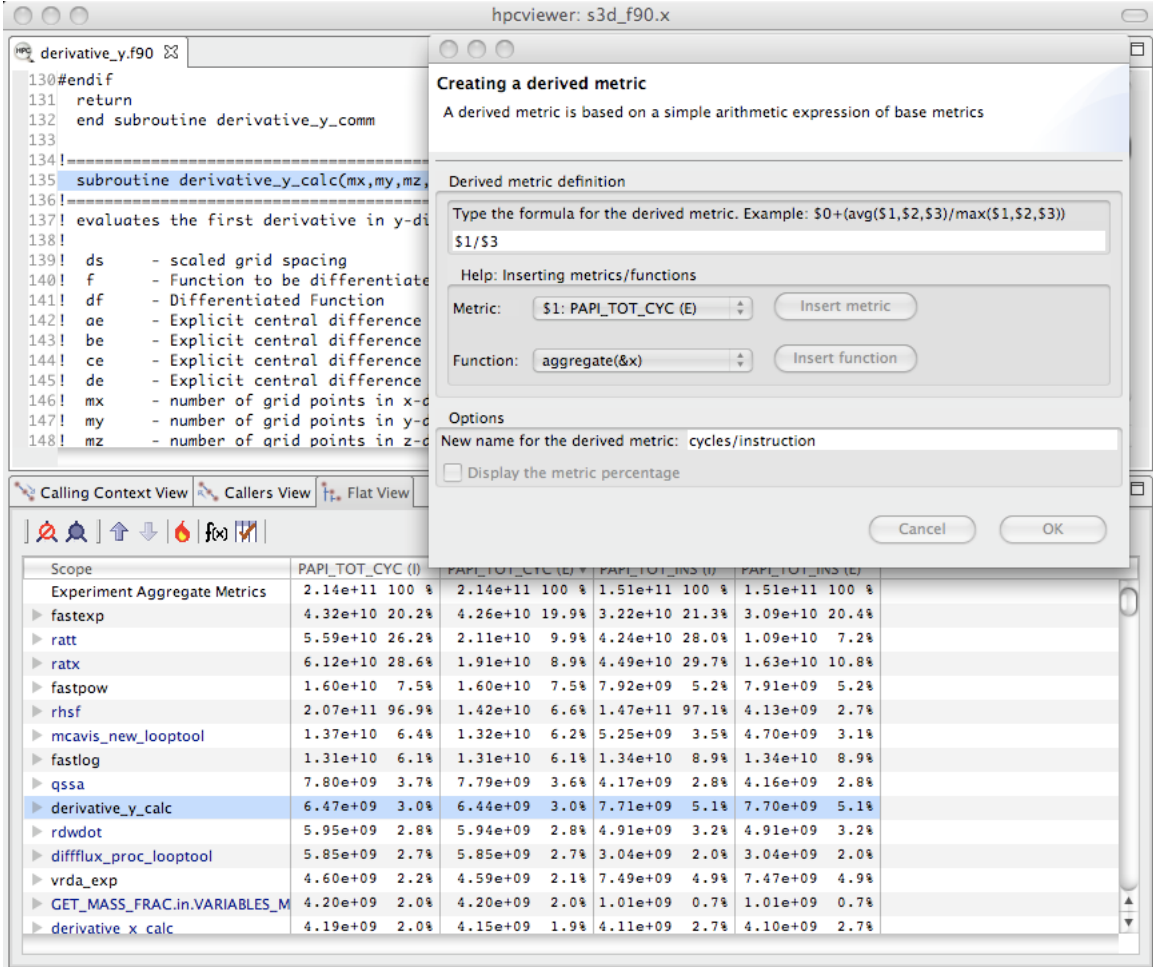 hpcviewer: s3d_f90.x
derivative_y.f90
130 #endif
131 return
132 end subroutine derivative_y_comm
133
134 !========================================
135 subroutine derivative_y_calc(mx,my,mz,
136 !========================================
137 ! evaluates the first derivative in y-di
138 !
139 ! ds - scaled grid spacing
140 ! f - Function to be differentiate
141 ! df - Differentiated Function
142 ! ae - Explicit central difference
143 ! be - Explicit central difference
144 ! ce - Explicit central difference
145 ! de - Explicit central difference
146 ! mx - number of grid points in x-d
147 ! my - number of grid points in y-d
148 ! mz - number of grid points in z-d
Creating a derived metric
A derived metric is based on a simple arithmetic expression of base metrics
Derived metric definition
Type the formula for the derived metric. Example: $0+(avg($1,$2,$3)/max($1,$2,$3))
$1/$3
Help: Inserting metrics/functions
Metric: $1: PAPI_TOT_CYC (E) Insert metric
Function: aggregate(&x) Insert function
Options
New name for the derived metric: cycles/instruction
Display the metric percentage
Cancel OK
Calling Context View Callers View Flat View
f(x)
Scope PAPI_TOT_CYC (I) PAPI_TOT_CYC (E) PAPI_TOT_INS (I) PAPI_TOT_INS (E)
Experiment Aggregate Metrics 2.14e+11 100 % 2.14e+11 100 % 1.51e+11 100 % 1.51e+11 100 %
fastexp 4.32e+10 20.2% 4.26e+10 19.9% 3.22e+10 21.3% 3.09e+10 20.4%
ratt 5.59e+10 26.2% 2.11e+10 9.9% 4.24e+10 28.0% 1.09e+10 7.2%
ratx 6.12e+10 28.6% 1.91e+10 8.9% 4.49e+10 29.7% 1.63e+10 10.8%
fastpow 1.60e+10 7.5% 1.60e+10 7.5% 7.92e+09 5.2% 7.91e+09 5.2%
rhsf 2.07e+11 96.9% 1.42e+10 6.6% 1.47e+11 97.1% 4.13e+09 2.7%
mcavis_new_looptool 1.37e+10 6.4% 1.32e+10 6.2% 5.25e+09 3.5% 4.70e+09 3.1%
fastlog 1.31e+10 6.1% 1.31e+10 6.1% 1.34e+10 8.9% 1.34e+10 8.9%
qssa 7.80e+09 3.7% 7.79e+09 3.6% 4.17e+09 2.8% 4.16e+09 2.8%
derivative_y_calc 6.47e+09 3.0% 6.44e+09 3.0% 7.71e+09 5.1% 7.70e+09 5.1%
rdwdot 5.95e+09 2.8% 5.94e+09 2.8% 4.91e+09 3.2% 4.91e+09 3.2%
diffflux_proc_looptool 5.85e+09 2.7% 5.85e+09 2.7% 3.04e+09 2.0% 3.04e+09 2.0%
vrda_exp 4.60e+09 2.2% 4.59e+09 2.1% 7.49e+09 4.9% 7.47e+09 4.9%
GET_MASS_FRAC.in.VARIABLES_M 4.20e+09 2.0% 4.20e+09 2.0% 1.01e+09 0.7% 1.01e+09 0.7%
derivative_x_calc 4.19e+09 2.0% 4.15e+09 1.9% 4.11e+09 2.7% 4.10e+09 2.7%